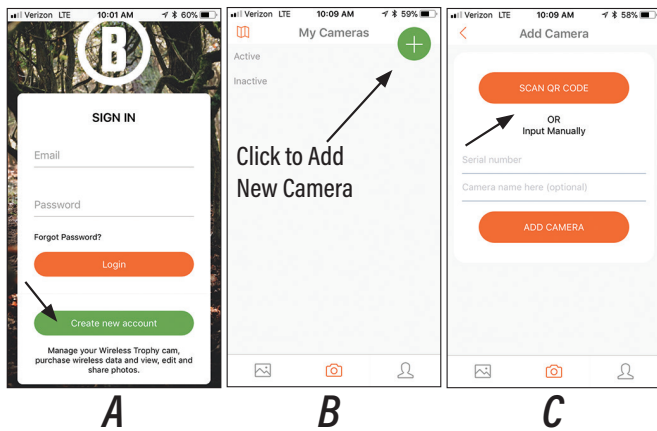 Verizon LTE 10:01 AM 60%
B
SIGN IN
Email
Password
Forgot Password?
Login
Create new account
Manage your Wireless Trophy cam,
purchase wireless data and view, edit and
share photos.
A
Verizon LTE 10:09 AM 59%
My Cameras
Active
+
Inactive
Click to Add
New Camera
B
Verizon LTE 10:09 AM 58%
Add Camera
SCAN QR CODE
OR
Input Manually
Serial number
Camera name here (optional)
ADD CAMERA
C